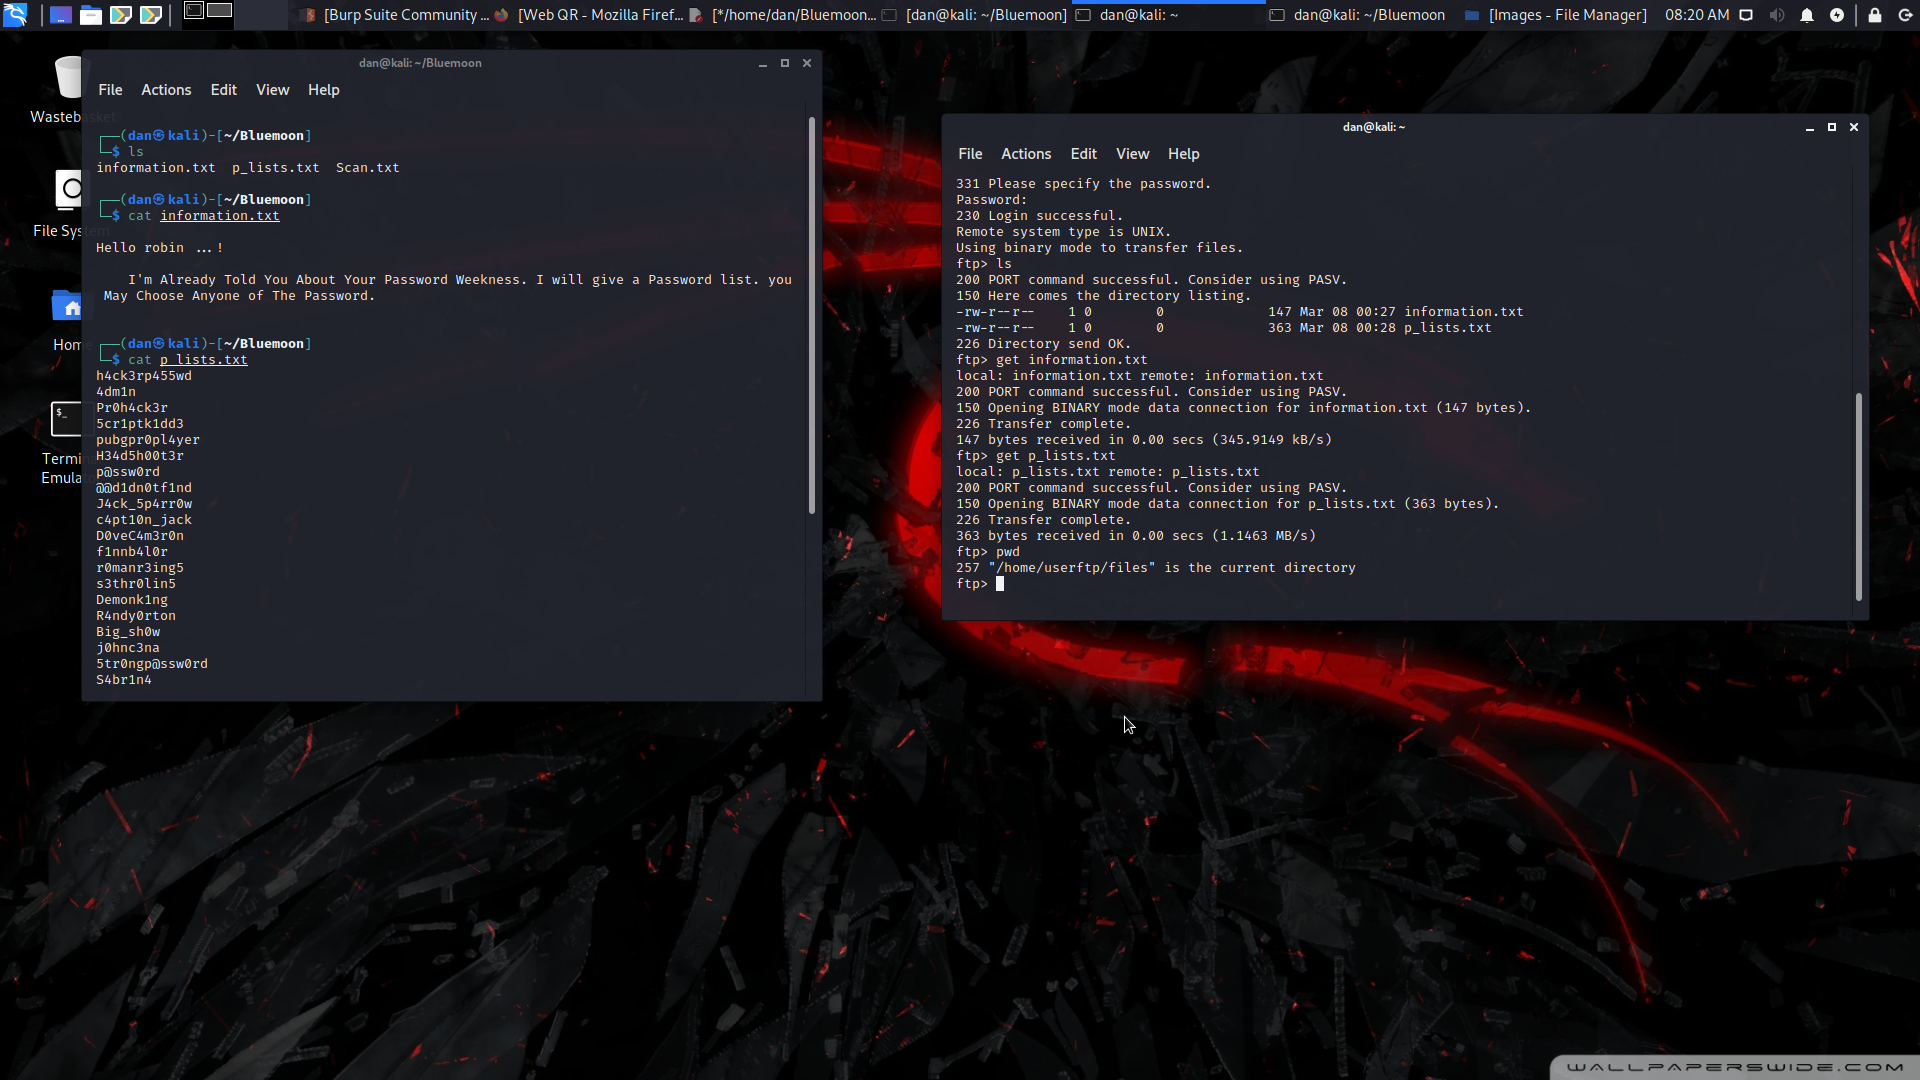 [Burp Suite Community ... [Web QR - Mozilla Firef... [*/home/dan/Bluemoon... [dan@kali: ~/Bluemoon] dan@kali: ~ dan@kali: ~/Bluemoon [Images - File Manager] 08:20 AM
Wastebasket
File Sys
Home
Termin
Emulat
dan@kali: ~/Bluemoon
File Actions Edit View Help
┌──(dan㉿kali)-[~/Bluemoon]
└─$ ls
information.txt p_lists.txt Scan.txt
┌──(dan㉿kali)-[~/Bluemoon]
└─$ cat information.txt
Hello robin ...!
I'm Already Told You About Your Password Weekness. I will give a Password list. you
May Choose Anyone of The Password.
┌──(dan㉿kali)-[~/Bluemoon]
└─$ cat p_lists.txt
h4ck3rp455wd
4dm1n
Pr0h4ck3r
5cr1ptk1dd3
pubgpr0pl4yer
H34d5h00t3r
p@ssw0rd
@@d1dn0tf1nd
J4ck_5p4rr0w
c4pt10n_jack
D0veC4m3r0n
f1nnb4l0r
r0manr3ing5
s3thr0lin5
Demonk1ng
R4ndy0rton
Big_sh0w
j0hnc3na
5tr0ngp@ssw0rd
S4br1n4
dan@kali: ~
File Actions Edit View Help
331 Please specify the password.
Password:
230 Login successful.
Remote system type is UNIX.
Using binary mode to transfer files.
ftp> ls
200 PORT command successful. Consider using PASV.
150 Here comes the directory listing.
-rw-r--r-- 1 0 0 147 Mar 08 00:27 information.txt
-rw-r--r-- 1 0 0 363 Mar 08 00:28 p_lists.txt
226 Directory send OK.
ftp> get information.txt
local: information.txt remote: information.txt
200 PORT command successful. Consider using PASV.
150 Opening BINARY mode data connection for information.txt (147 bytes).
226 Transfer complete.
147 bytes received in 0.00 secs (345.9149 kB/s)
ftp> get p_lists.txt
local: p_lists.txt remote: p_lists.txt
200 PORT command successful. Consider using PASV.
150 Opening BINARY mode data connection for p_lists.txt (363 bytes).
226 Transfer complete.
363 bytes received in 0.00 secs (1.1463 MB/s)
ftp> pwd
257 "/home/userftp/files" is the current directory
ftp>
WALLPAPERSWIDE.COM